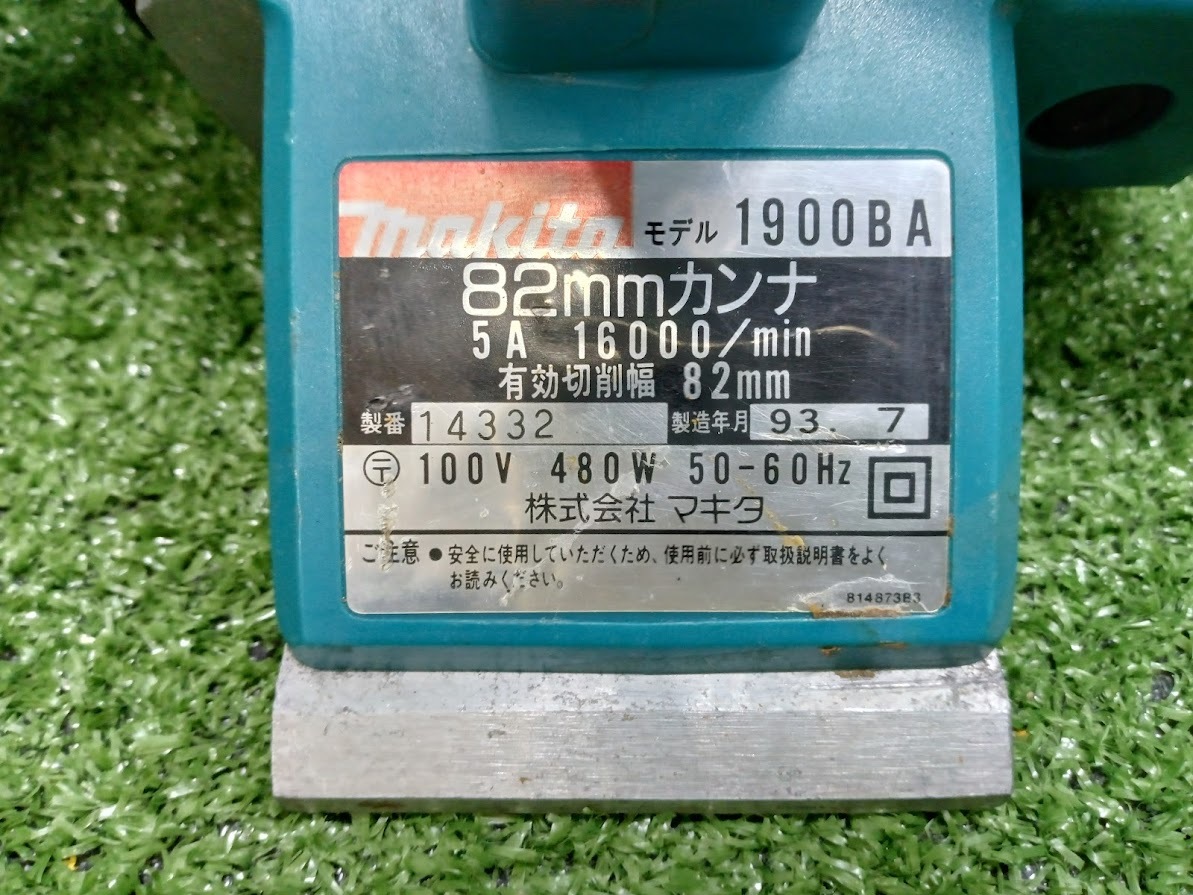 makita モデル 1900BA
82mmカンナ
5A 16000/min
有効切削幅 82mm
製番 14332 製造年月 93. 7
〒 100V 480W 50-60Hz
株式会社 マキタ
ご注意 ● 安全に使用していただくため、使用前に必ず取扱説明書をよく
お読みください。
814873B3